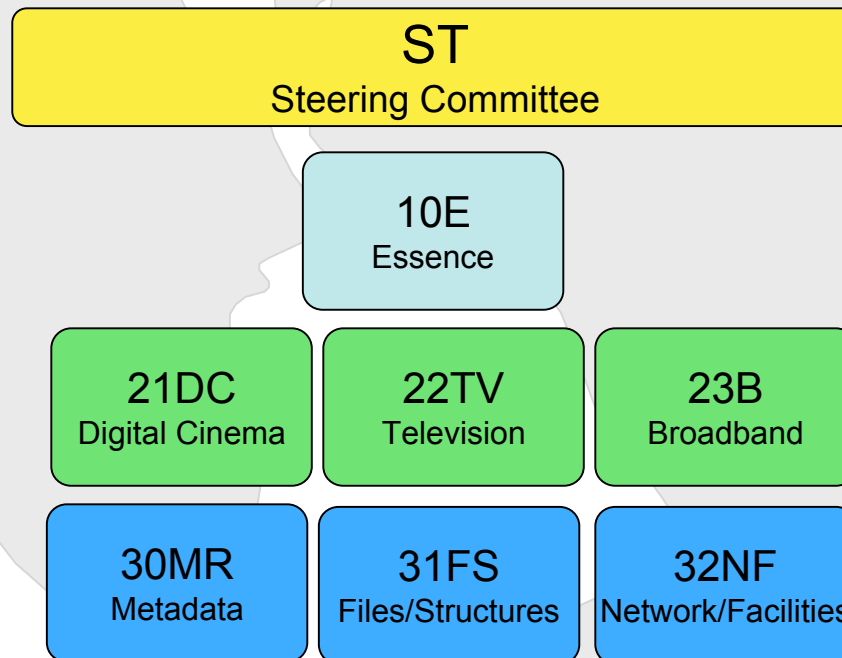 ST
Steering Committee
10E
Essence
21DC
Digital Cinema
22TV
Television
23B
Broadband
30MR
Metadata
31FS
Files/Structures
32NF
Network/Facilities